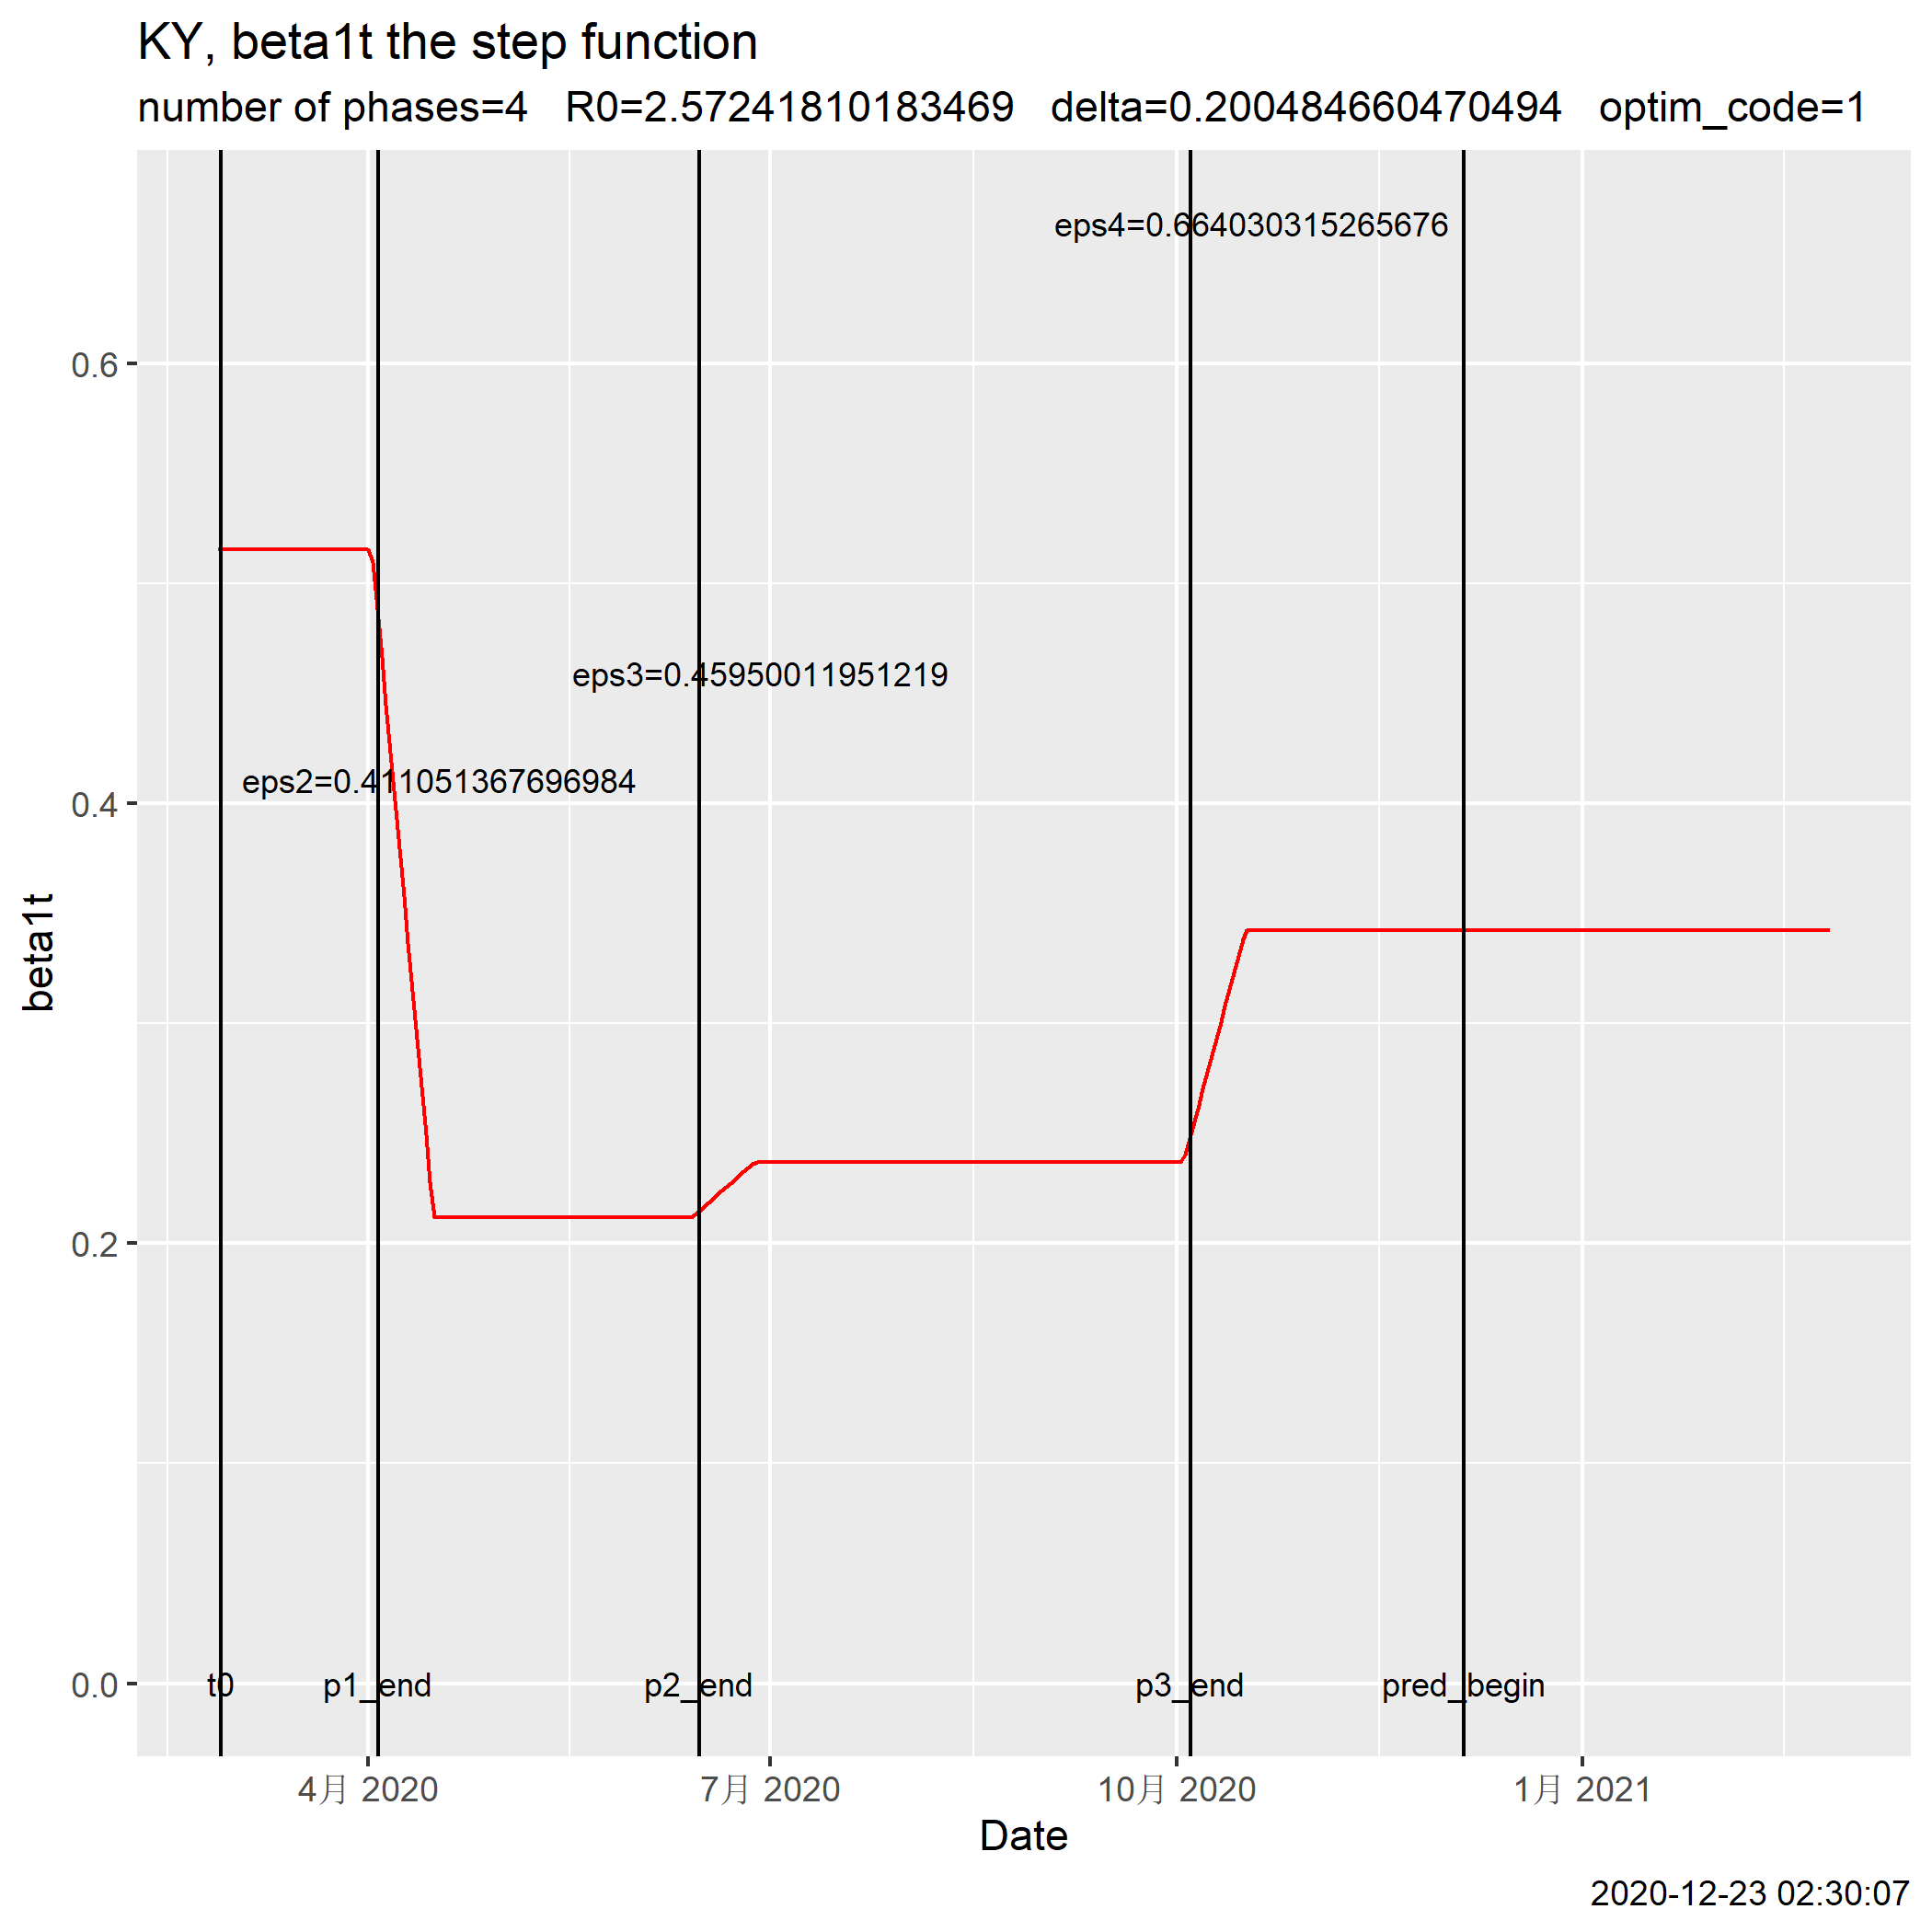 KY, beta1t the step function
number of phases=4   R0=2.57241810183469   delta=0.200484660470494   optim_code=1
eps4=0.664030315265676
0.6
eps3=0.45950011951219
eps2=0.411051367696984
0.4
beta1t
0.2
0.0
t0 p1_end p2_end p3_end pred_begin
4月 2020 7月 2020 10月 2020 1月 2021
Date
2020-12-23 02:30:07